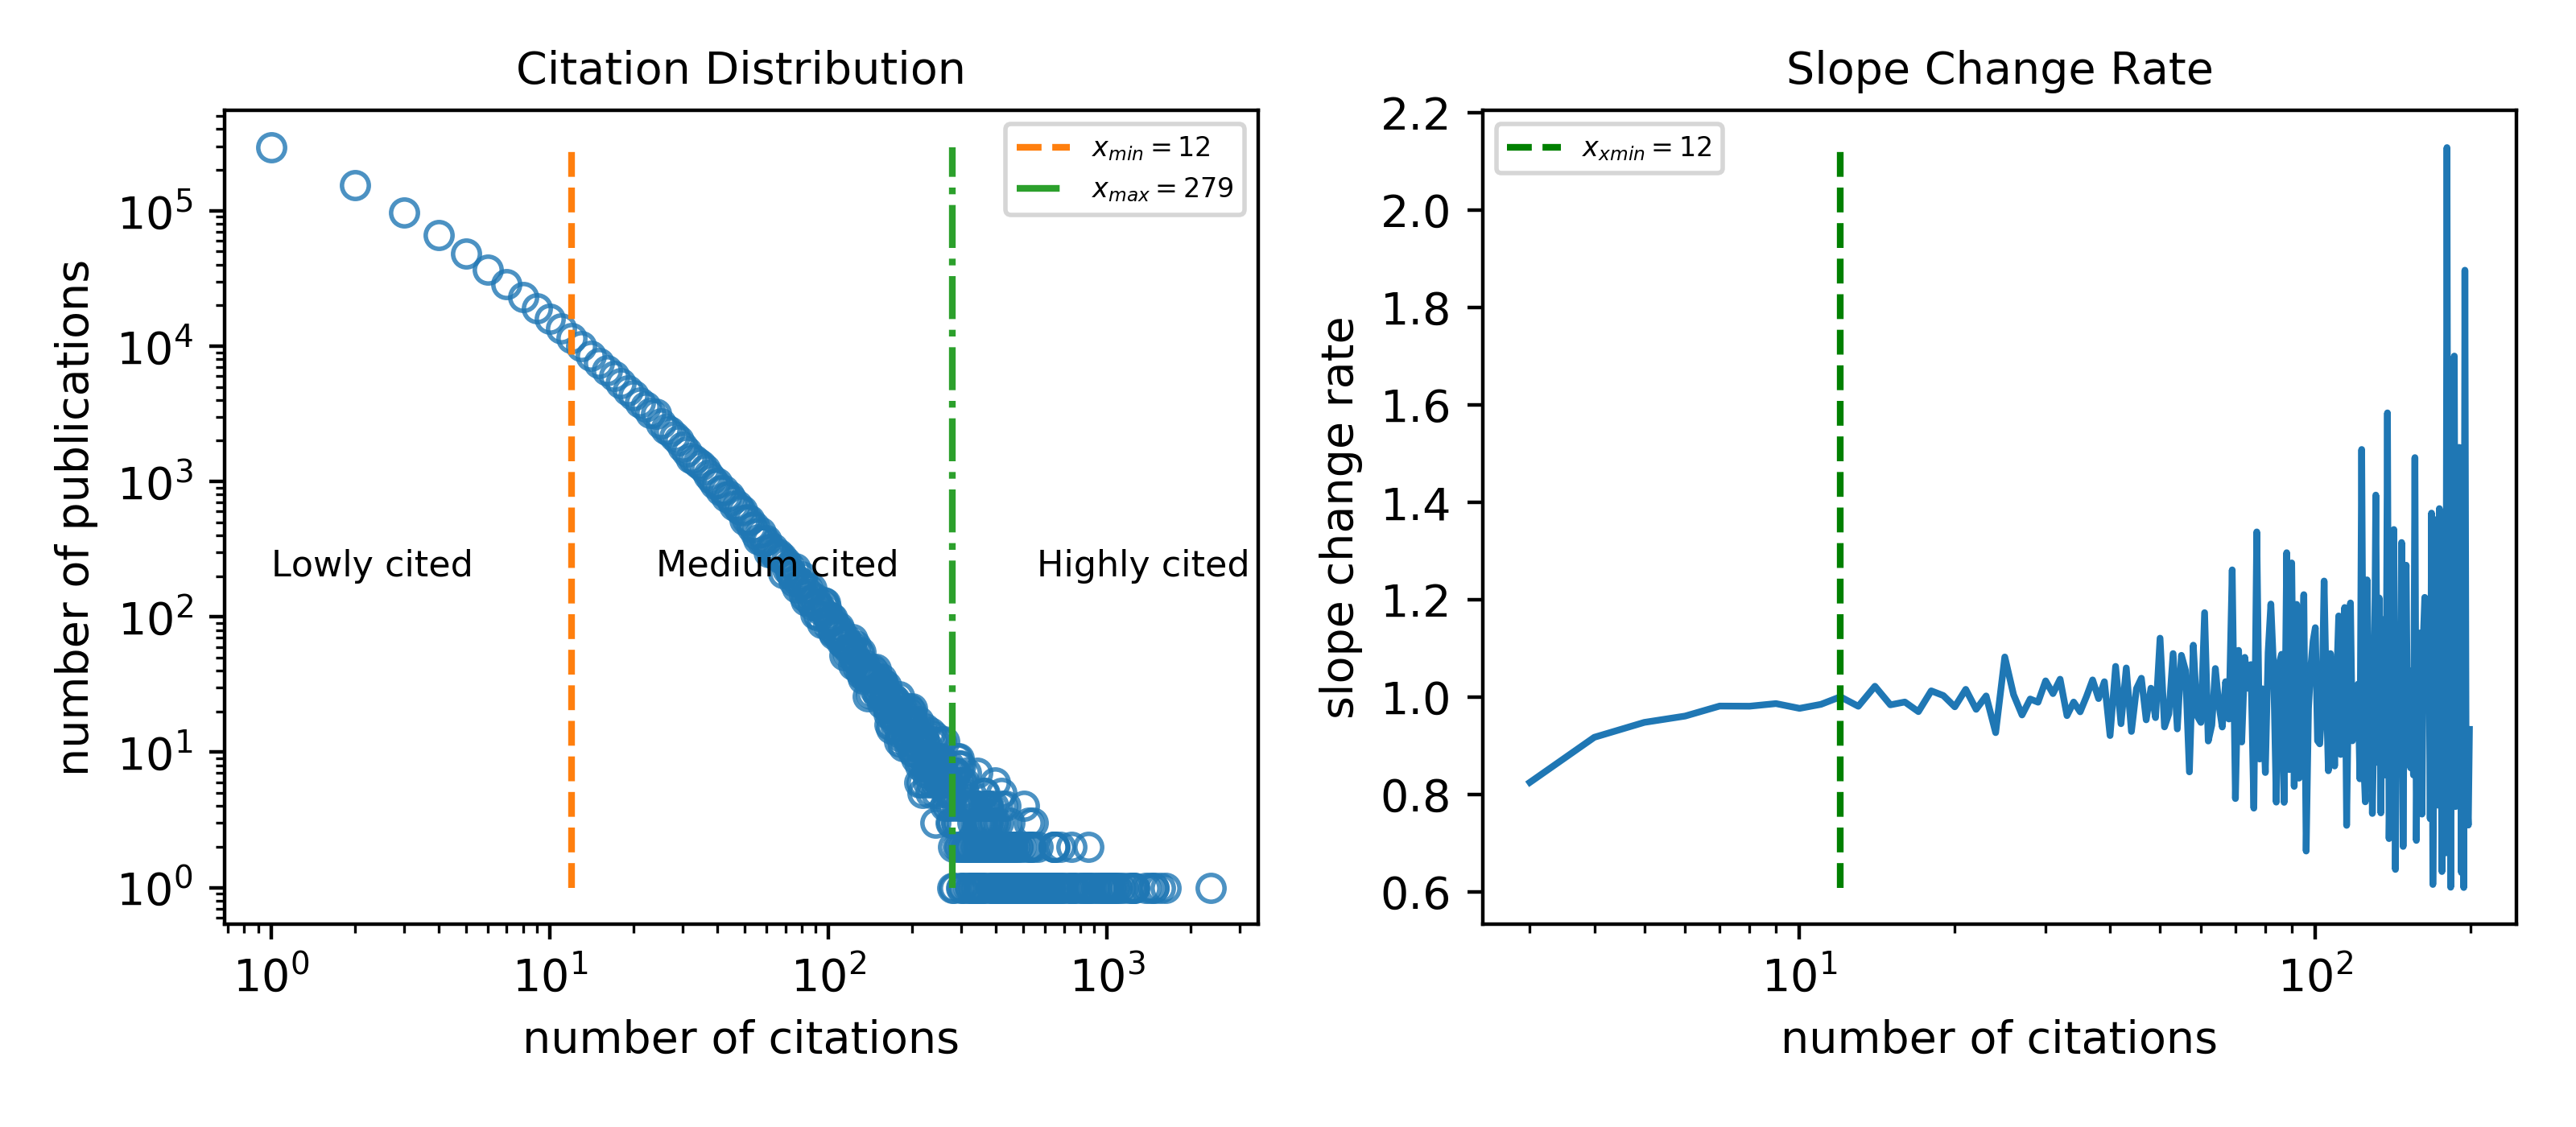 Citation Distribution
number of publications
10^5
10^4
10^3
10^2
10^1
10^0
x_min = 12
x_max = 279
Lowly cited
Medium cited
Highly cited
10^0 10^1 10^2 10^3
number of citations
Slope Change Rate
slope change rate
2.2
2.0
1.8
1.6
1.4
1.2
1.0
0.8
0.6
x_xmin = 12
10^1 10^2
number of citations